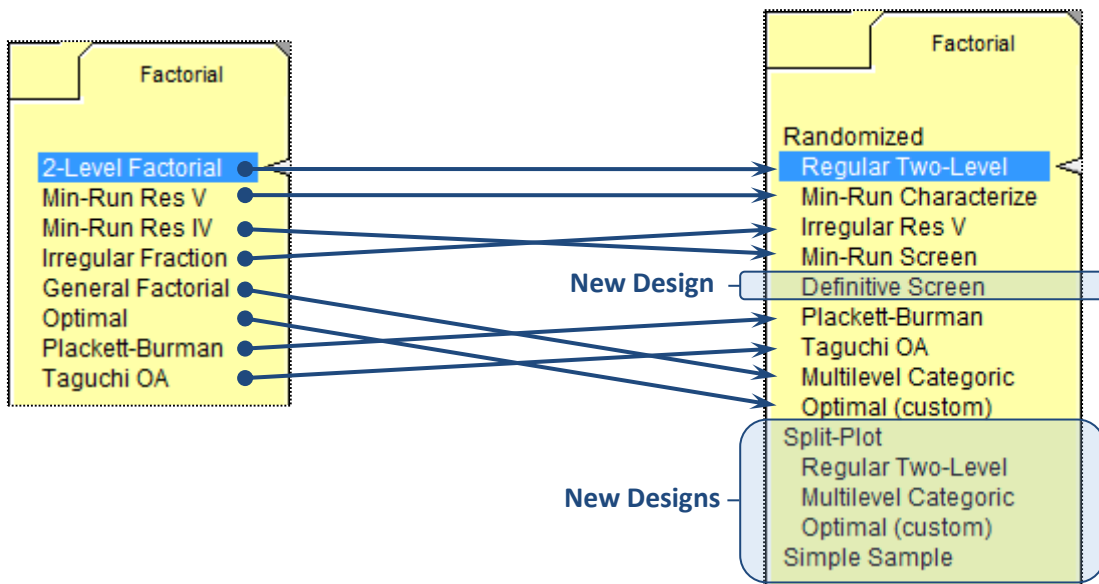 Factorial
2-Level Factorial
Min-Run Res V
Min-Run Res IV
Irregular Fraction
General Factorial
Optimal
Plackett-Burman
Taguchi OA
New Design
New Designs
Factorial
Randomized
Regular Two-Level
Min-Run Characterize
Irregular Res V
Min-Run Screen
Definitive Screen
Plackett-Burman
Taguchi OA
Multilevel Categoric
Optimal (custom)
Split-Plot
Regular Two-Level
Multilevel Categoric
Optimal (custom)
Simple Sample